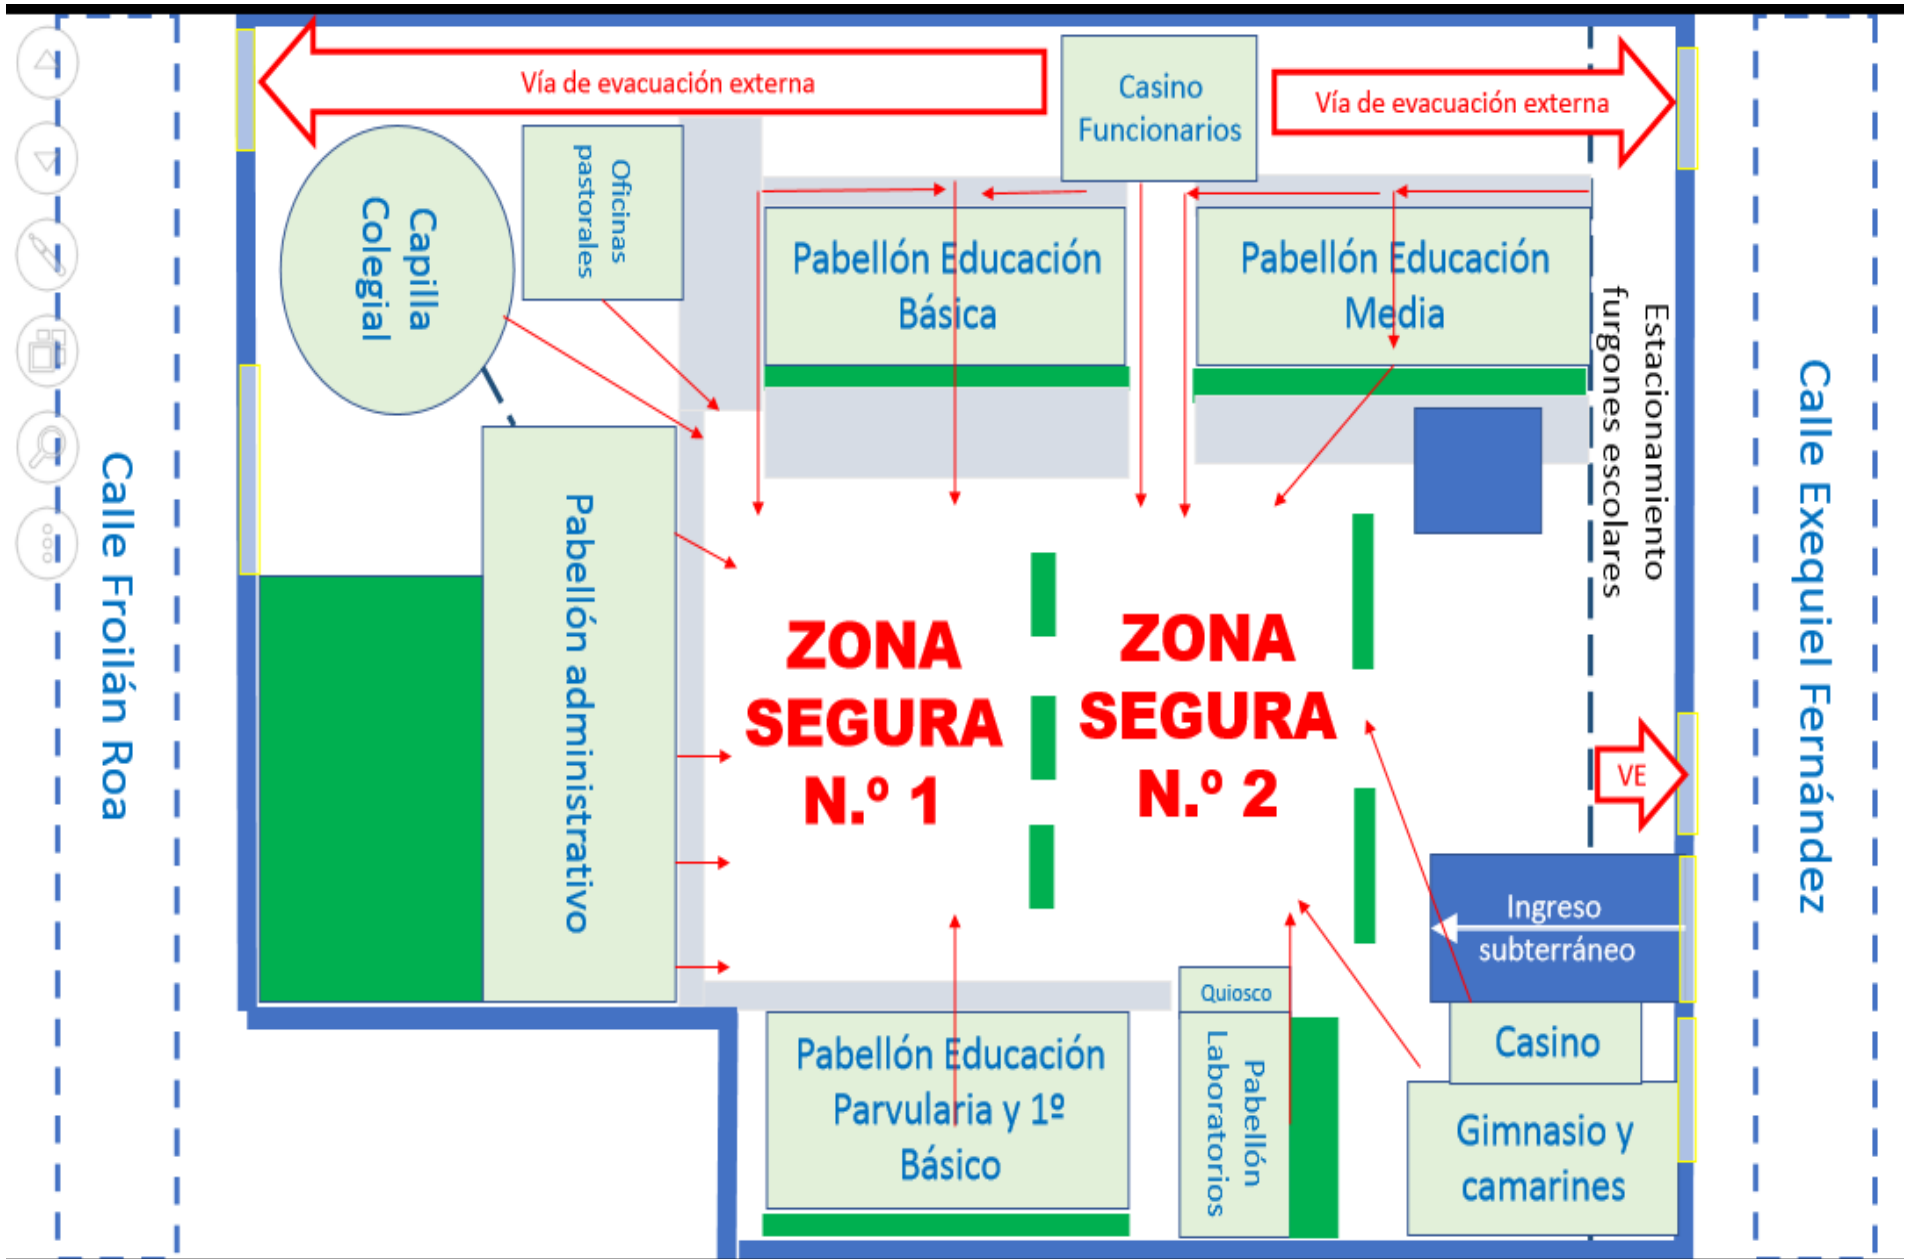 Vía de evacuación externa
Casino
Funcionarios
Vía de evacuación externa
Capilla
Colegial
Oficinas
pastorales
Pabellón Educación
Básica
Pabellón Educación
Media
Estacionamiento
furgones escolares
Calle Froilán Roa
Calle Exequiel Fernández
Pabellón administrativo
ZONA
SEGURA
N.º 1
ZONA
SEGURA
N.º 2
VE
Ingreso
subterráneo
Quiosco
Pabellón
Laboratorios
Casino
Pabellón Educación
Parvularia y 1º
Básico
Gimnasio y
camarines